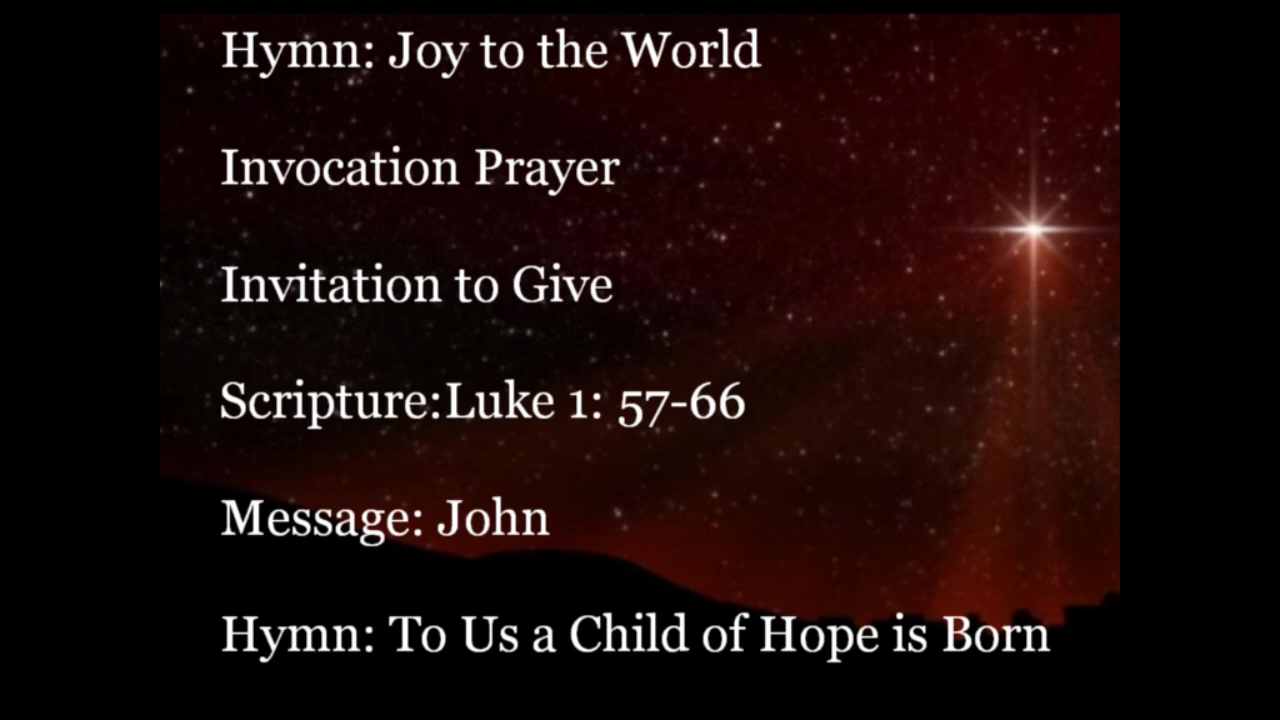 Hymn: Joy to the World
Invocation Prayer
Invitation to Give
Scripture:Luke 1: 57-66
Message: John
Hymn: To Us a Child of Hope is Born